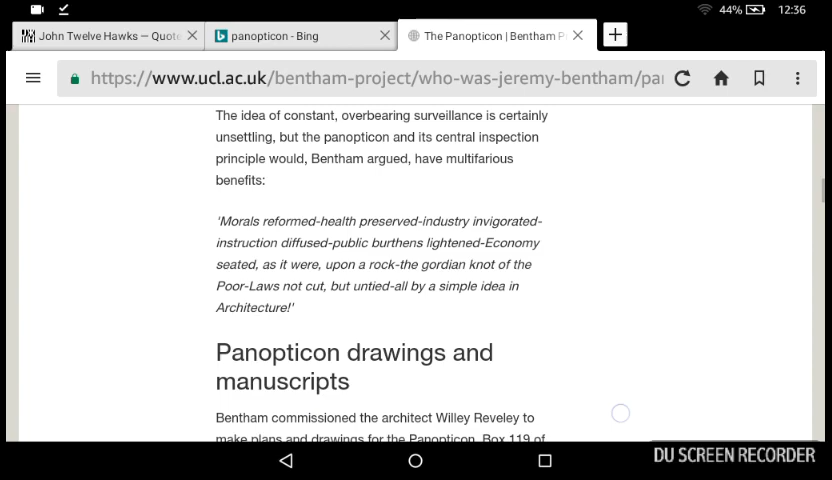 44% 12:36
John Twelve Hawks — Quote
panopticon - Bing
The Panopticon | Bentham P
https://www.ucl.ac.uk/bentham-project/who-was-jeremy-bentham/pa
The idea of constant, overbearing surveillance is certainly
unsettling, but the panopticon and its central inspection
principle would, Bentham argued, have multifarious
benefits:
'Morals reformed-health preserved-industry invigorated-
instruction diffused-public burthens lightened-Economy
seated, as it were, upon a rock-the gordian knot of the
Poor-Laws not cut, but untied-all by a simple idea in
Architecture!'
Panopticon drawings and
manuscripts
Bentham commissioned the architect Willey Reveley to
make plans and drawings for the Panopticon. Box 119 of
DU SCREEN RECORDER